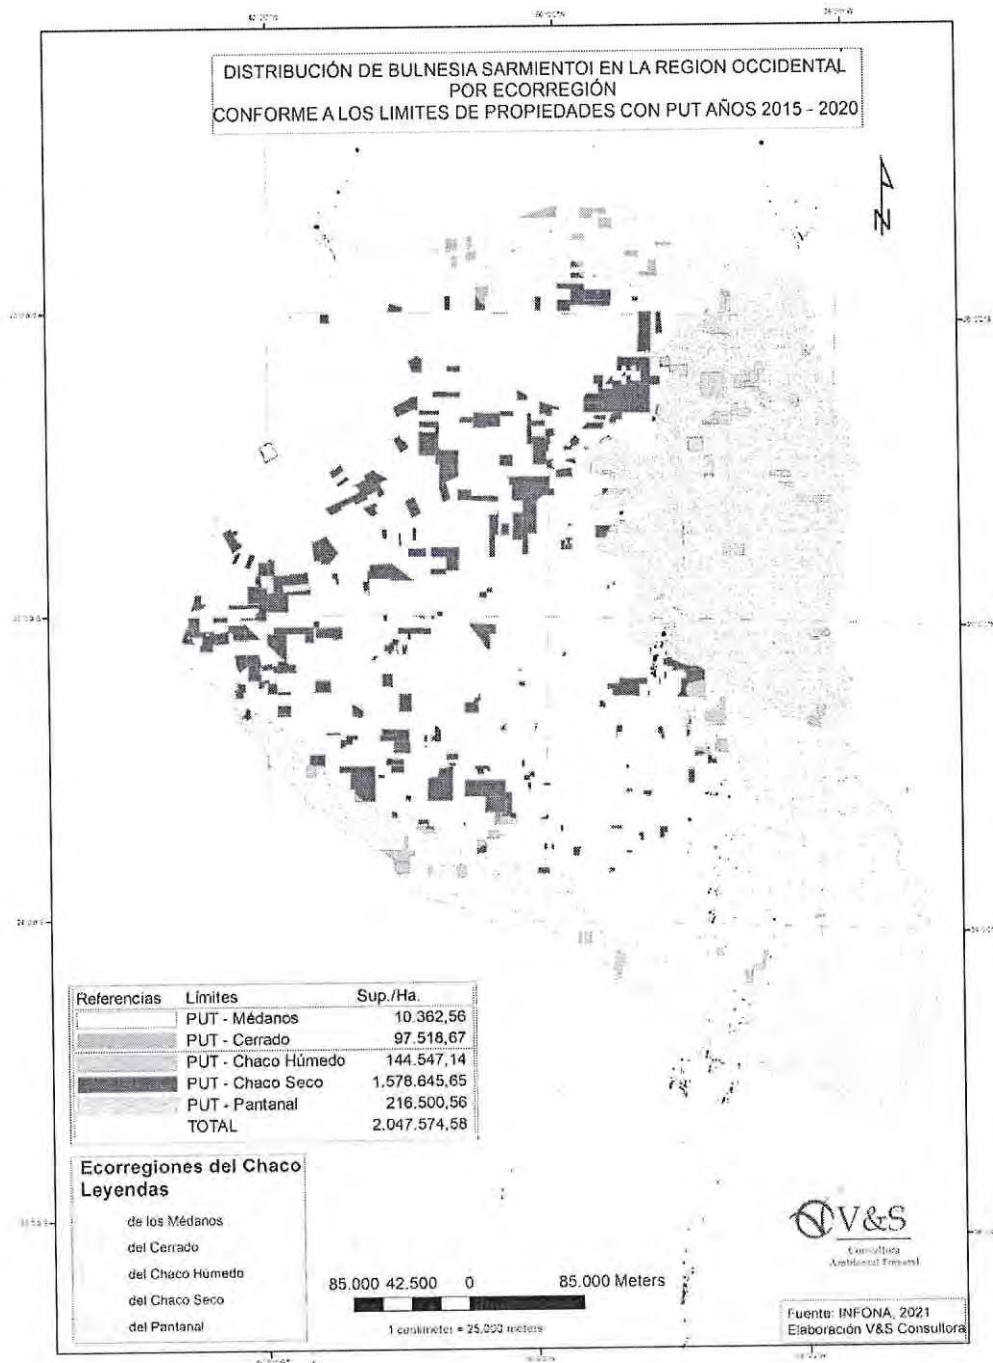 DISTRIBUCIÓN DE BULNESIA SARMIENTOI EN LA REGION OCCIDENTAL
POR ECORREGIÓN
CONFORME A LOS LIMITES DE PROPIEDADES CON PUT AÑOS 2015 - 2020
N
Referencias Límites Sup./Ha.
PUT - Médanos 10.362,56
PUT - Cerrado 97.518,67
PUT - Chaco Húmedo 144.547,14
PUT - Chaco Seco 1.578.645,65
PUT - Pantanal 216.500,56
TOTAL 2.047.574,58
Ecorregiones del Chaco
Leyendas
de los Médanos
del Cerrado
del Chaco Húmedo
del Chaco Seco
del Pantanal
85.000 42.500 0 85.000 Meters
1 centimeter = 25.000 meters
V&S
Consultora
Ambiental Forestal
Fuente: INFONA, 2021
Elaboración V&S Consultora